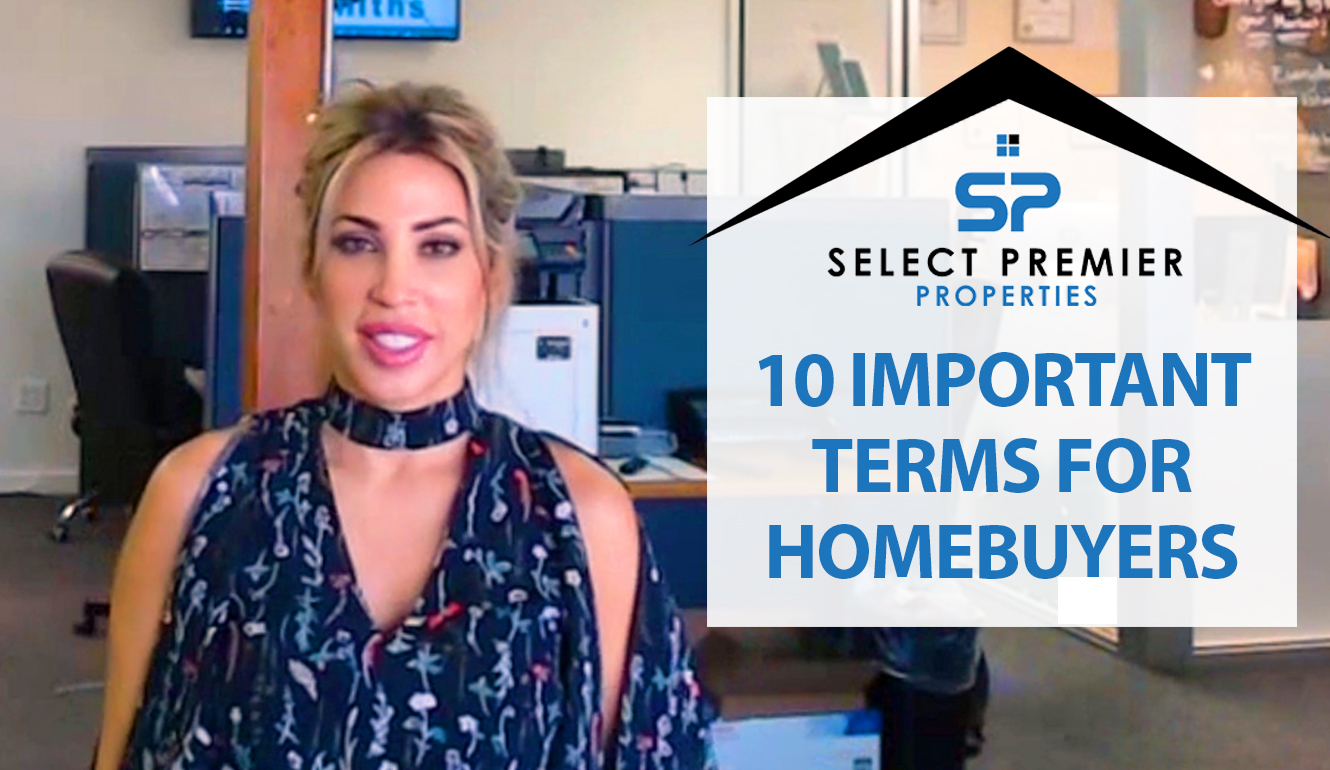 SP
SELECT PREMIER
PROPERTIES
10 IMPORTANT
TERMS FOR
HOMEBUYERS